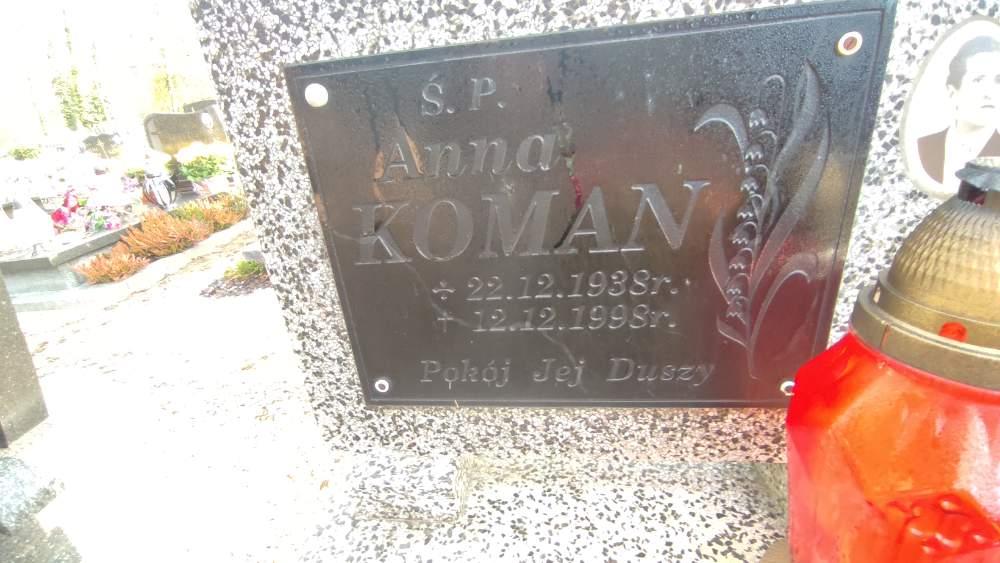 Ś. P.
Anna
KOMAN
÷ 22.12.1938r.
+ 12.12.1998r.
Pokój Jej Duszy